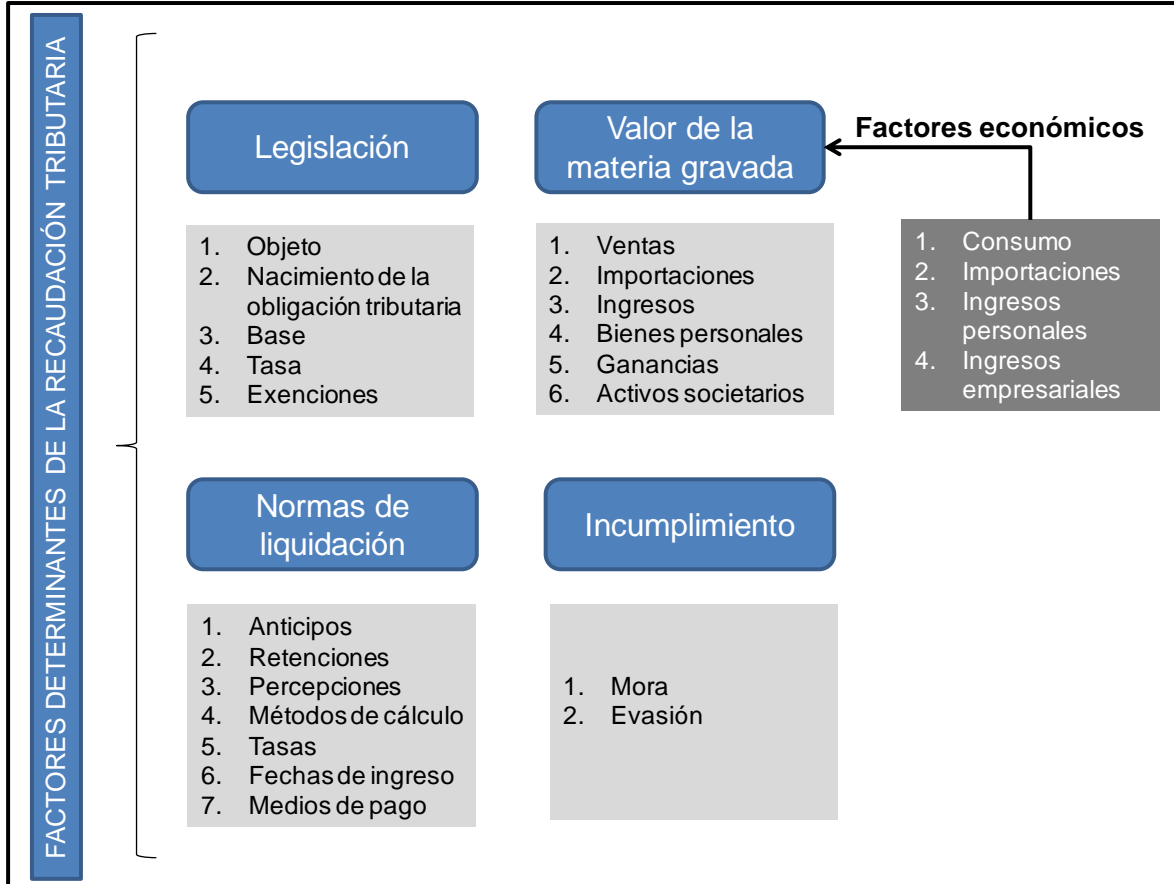 FACTORES DETERMINANTES DE LA RECAUDACIÓN TRIBUTARIA
Legislación
1. Objeto
2. Nacimiento de la
obligación tributaria
3. Base
4. Tasa
5. Exenciones
Valor de la
materia gravada
1. Ventas
2. Importaciones
3. Ingresos
4. Bienes personales
5. Ganancias
6. Activos societarios
Factores económicos
1. Consumo
2. Importaciones
3. Ingresos
personales
4. Ingresos
empresariales
Normas de
liquidación
1. Anticipos
2. Retenciones
3. Percepciones
4. Métodos de cálculo
5. Tasas
6. Fechas de ingreso
7. Medios de pago
Incumplimiento
1. Mora
2. Evasión